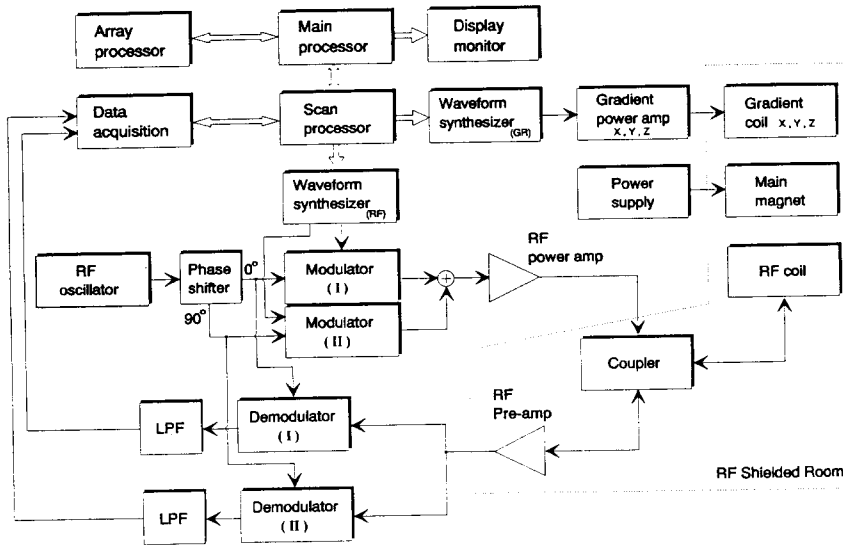 Array
processor
Main
processor
Display
monitor
Data
acquisition
Scan
processor
Waveform
synthesizer
(GR)
Gradient
power amp
X, Y, Z
Gradient
coil X, Y, Z
Waveform
synthesizer
(RF)
Power
supply
Main
magnet
RF
oscillator
Phase
shifter
0°
90°
Modulator
( I )
Modulator
( II )
+
RF
power amp
RF coil
Coupler
RF
Pre-amp
LPF
Demodulator
( I )
LPF
Demodulator
( II )
RF Shielded Room